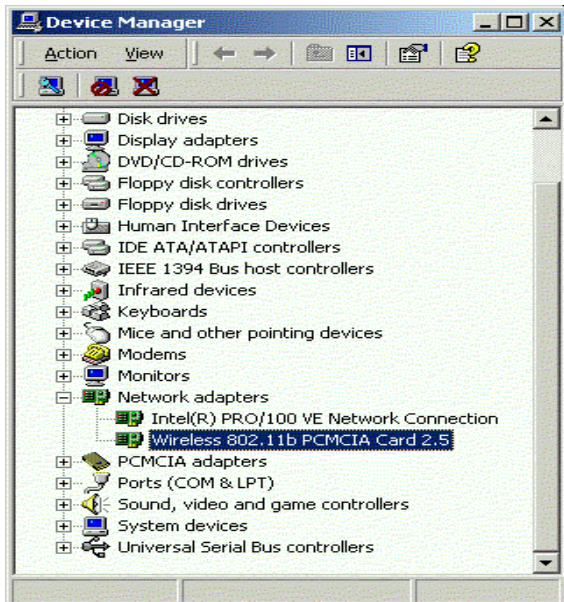 Device Manager
Action View
Disk drives
Display adapters
DVD/CD-ROM drives
Floppy disk controllers
Floppy disk drives
Human Interface Devices
IDE ATA/ATAPI controllers
IEEE 1394 Bus host controllers
Infrared devices
Keyboards
Mice and other pointing devices
Modems
Monitors
Network adapters
Intel(R) PRO/100 VE Network Connection
Wireless 802.11b PCMCIA Card 2.5
PCMCIA adapters
Ports (COM & LPT)
Sound, video and game controllers
System devices
Universal Serial Bus controllers